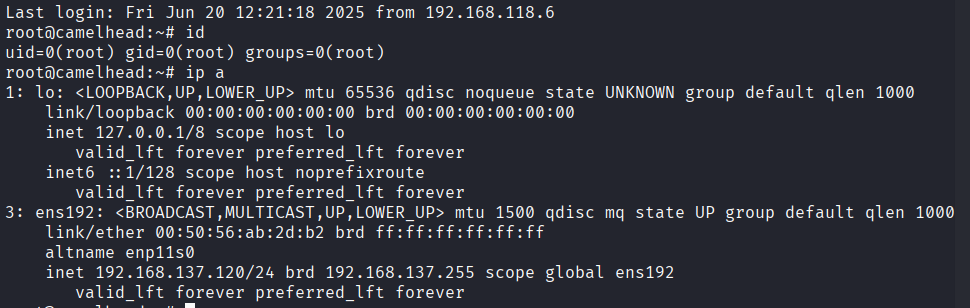 Last login: Fri Jun 20 12:21:18 2025 from 192.168.118.6
root@camelhead:~# id
uid=0(root) gid=0(root) groups=0(root)
root@camelhead:~# ip a
1: lo: <LOOPBACK,UP,LOWER_UP> mtu 65536 qdisc noqueue state UNKNOWN group default qlen 1000
    link/loopback 00:00:00:00:00:00 brd 00:00:00:00:00:00
    inet 127.0.0.1/8 scope host lo
       valid_lft forever preferred_lft forever
    inet6 ::1/128 scope host noprefixroute
       valid_lft forever preferred_lft forever
3: ens192: <BROADCAST,MULTICAST,UP,LOWER_UP> mtu 1500 qdisc mq state UP group default qlen 1000
    link/ether 00:50:56:ab:2d:b2 brd ff:ff:ff:ff:ff:ff
    altname enp11s0
    inet 192.168.137.120/24 brd 192.168.137.255 scope global ens192
       valid_lft forever preferred_lft forever